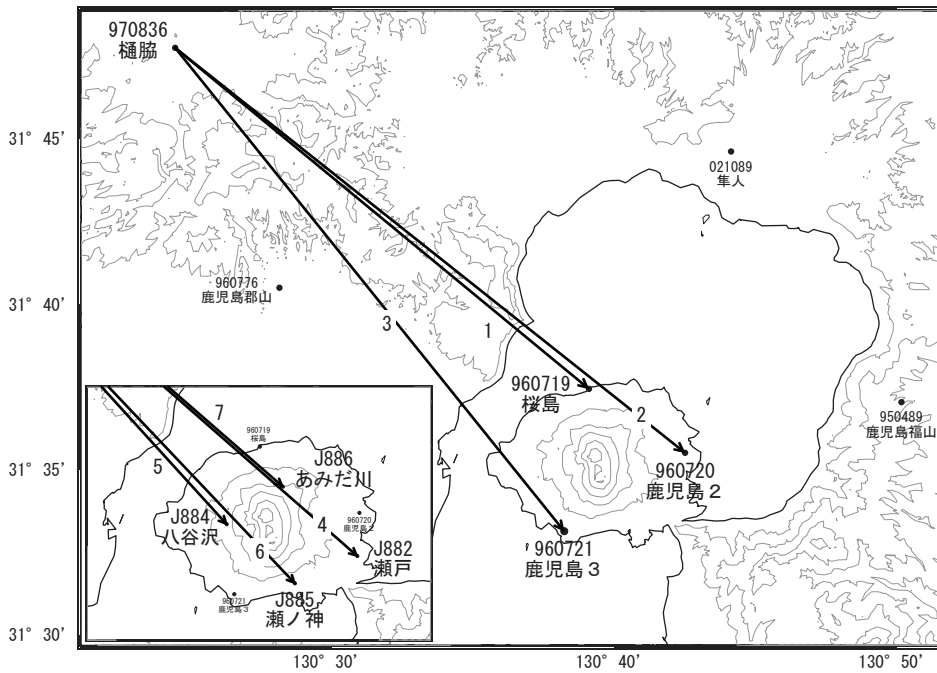 970836
樋脇
31° 45'
021089
隼人
960776
鹿児島郡山
31° 40'
3
1
960719
桜島
2
950489
鹿児島福山
31° 35'
960720
鹿児島２
960721
鹿児島３
7
960719
桜島
5
J886
あみだ川
J884
八谷沢
4
960720
鹿児島２
6
J882
瀬戸
960721
鹿児島３
J885
瀬ノ神
31° 30'
130° 30'
130° 40'
130° 50'